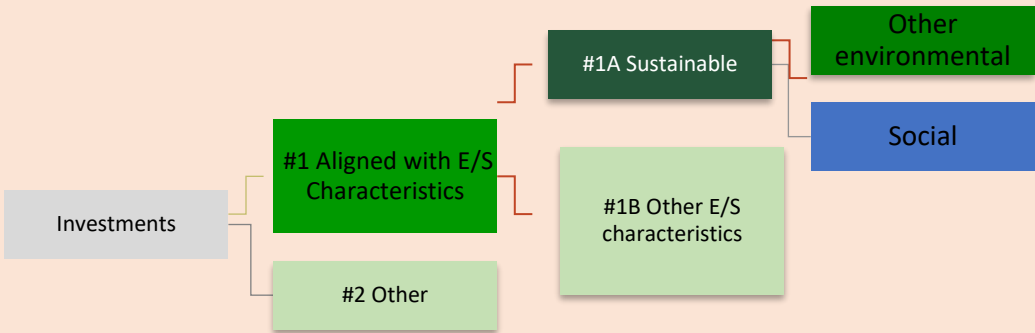 Investments
#1 Aligned with E/S
Characteristics
#2 Other
#1A Sustainable
#1B Other E/S
characteristics
Other
environmental
Social